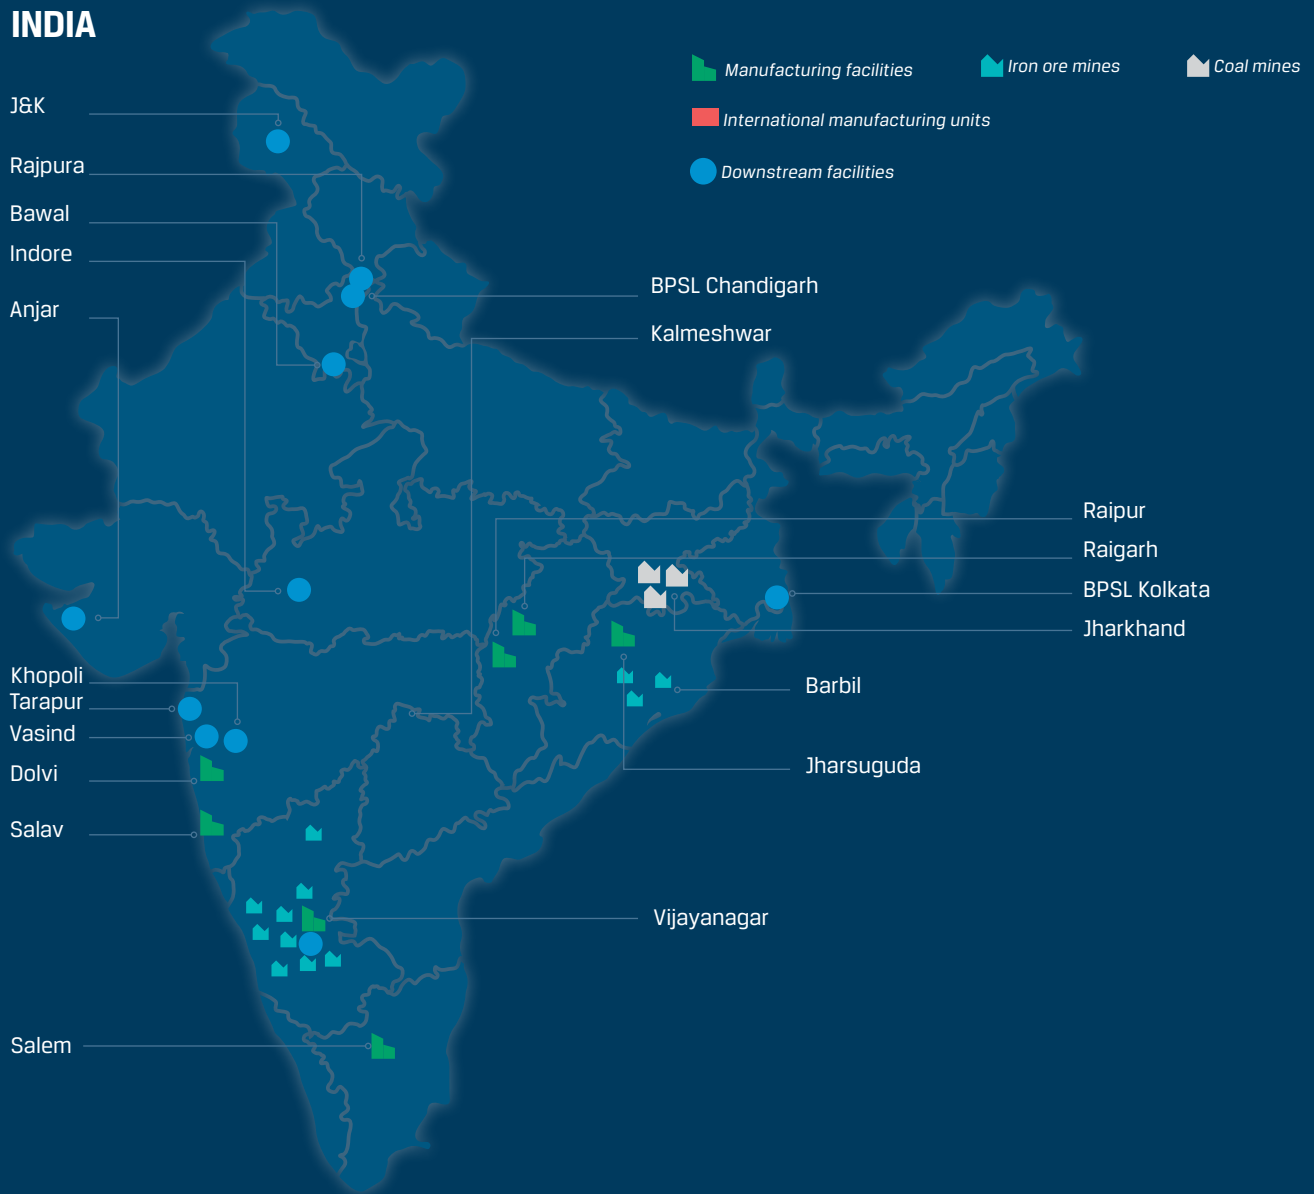 INDIA
Manufacturing facilities
Iron ore mines
Coal mines
International manufacturing units
Downstream facilities
J&K
Rajpura
Bawal
Indore
Anjar
BPSL Chandigarh
Kalmeshwar
Raipur
Raigarh
BPSL Kolkata
Jharkhand
Khopoli
Tarapur
Vasind
Dolvi
Salav
Barbil
Jharsuguda
Vijayanagar
Salem